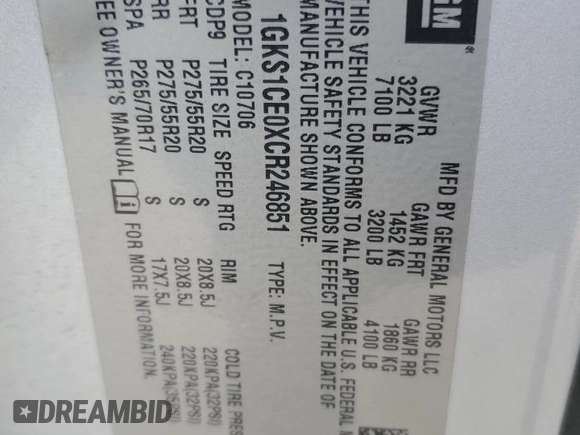 GM
MFD BY GENERAL MOTORS LLC
GVWR GAWR FRT GAWR RR
3221 KG 1452 KG 1860 KG
7100 LB 3200 LB 4100 LB
THIS VEHICLE CONFORMS TO ALL APPLICABLE U.S. FEDERAL
VEHICLE SAFETY STANDARDS IN EFFECT ON THE DATE OF
MANUFACTURE SHOWN ABOVE.
1GKS1CE0XCR246851 TYPE: M.P.V.
MODEL: C10706
CDP9 TIRE SIZE SPEED RTG RIM COLD TIRE PRES
FRT P275/55R20 S 20X8.5J 220KPA(32PSI)
RR P275/55R20 S 20X8.5J 220KPA(32PSI)
SPA P265/70R17 S 17X7.5J 240KPA(35PSI)
EE OWNER'S MANUAL FOR MORE INFORMATION.
DREAMBID